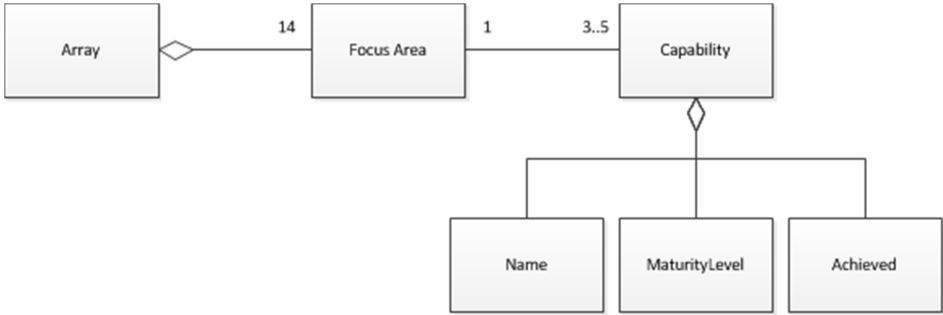 14
1
3..5
Array
Focus Area
Capability
Name
MaturityLevel
Achieved